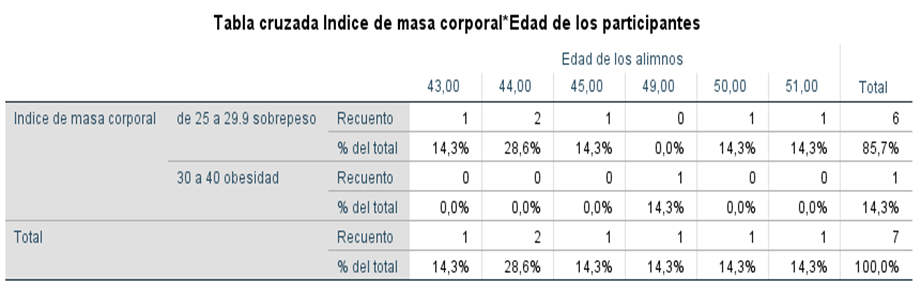 Tabla cruzada Indice de masa corporal*Edad de los participantes
Edad de los alimnos
43,00 44,00 45,00 49,00 50,00 51,00 Total
Indice de masa corporal de 25 a 29.9 sobrepeso Recuento 1 2 1 0 1 1 6
% del total 14,3% 28,6% 14,3% 0,0% 14,3% 14,3% 85,7%
30 a 40 obesidad Recuento 0 0 0 1 0 0 1
% del total 0,0% 0,0% 0,0% 14,3% 0,0% 0,0% 14,3%
Total Recuento 1 2 1 1 1 1 7
% del total 14,3% 28,6% 14,3% 14,3% 14,3% 14,3% 100,0%